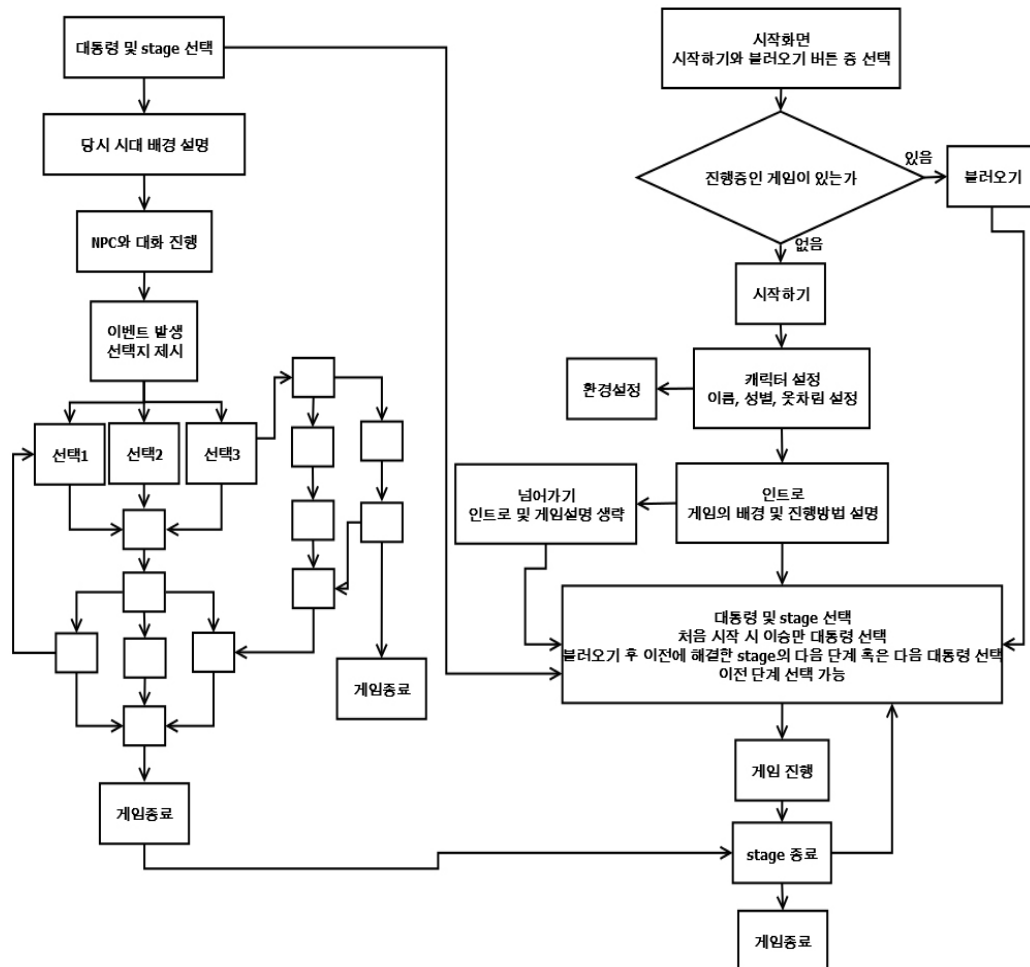 대통령 및 stage 선택
당시 시대 배경 설명
NPC와 대화 진행
이벤트 발생
선택지 제시
선택1
선택2
선택3
게임종료
게임종료
시작화면
시작하기와 불러오기 버튼 중 선택
진행중인 게임이 있는가
있음
불러오기
없음
시작하기
캐릭터 설정
이름, 성별, 옷차림 설정
환경설정
인트로
게임의 배경 및 진행방법 설명
넘어가기
인트로 및 게임설명 생략
대통령 및 stage 선택
처음 시작 시 이승만 대통령 선택
불러오기 후 이전에 해결한 stage의 다음 단계 혹은 다음 대통령 선택
이전 단계 선택 가능
게임 진행
stage 종료
게임종료